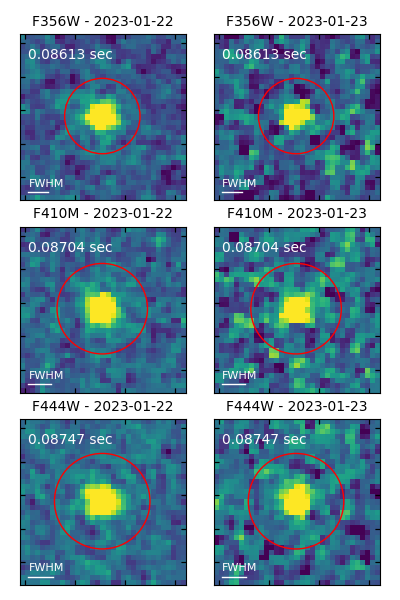 F356W - 2023-01-22
F356W - 2023-01-23
0.08613 sec
0.08613 sec
FWHM
FWHM
F410M - 2023-01-22
F410M - 2023-01-23
0.08704 sec
0.08704 sec
FWHM
FWHM
F444W - 2023-01-22
F444W - 2023-01-23
0.08747 sec
0.08747 sec
FWHM
FWHM